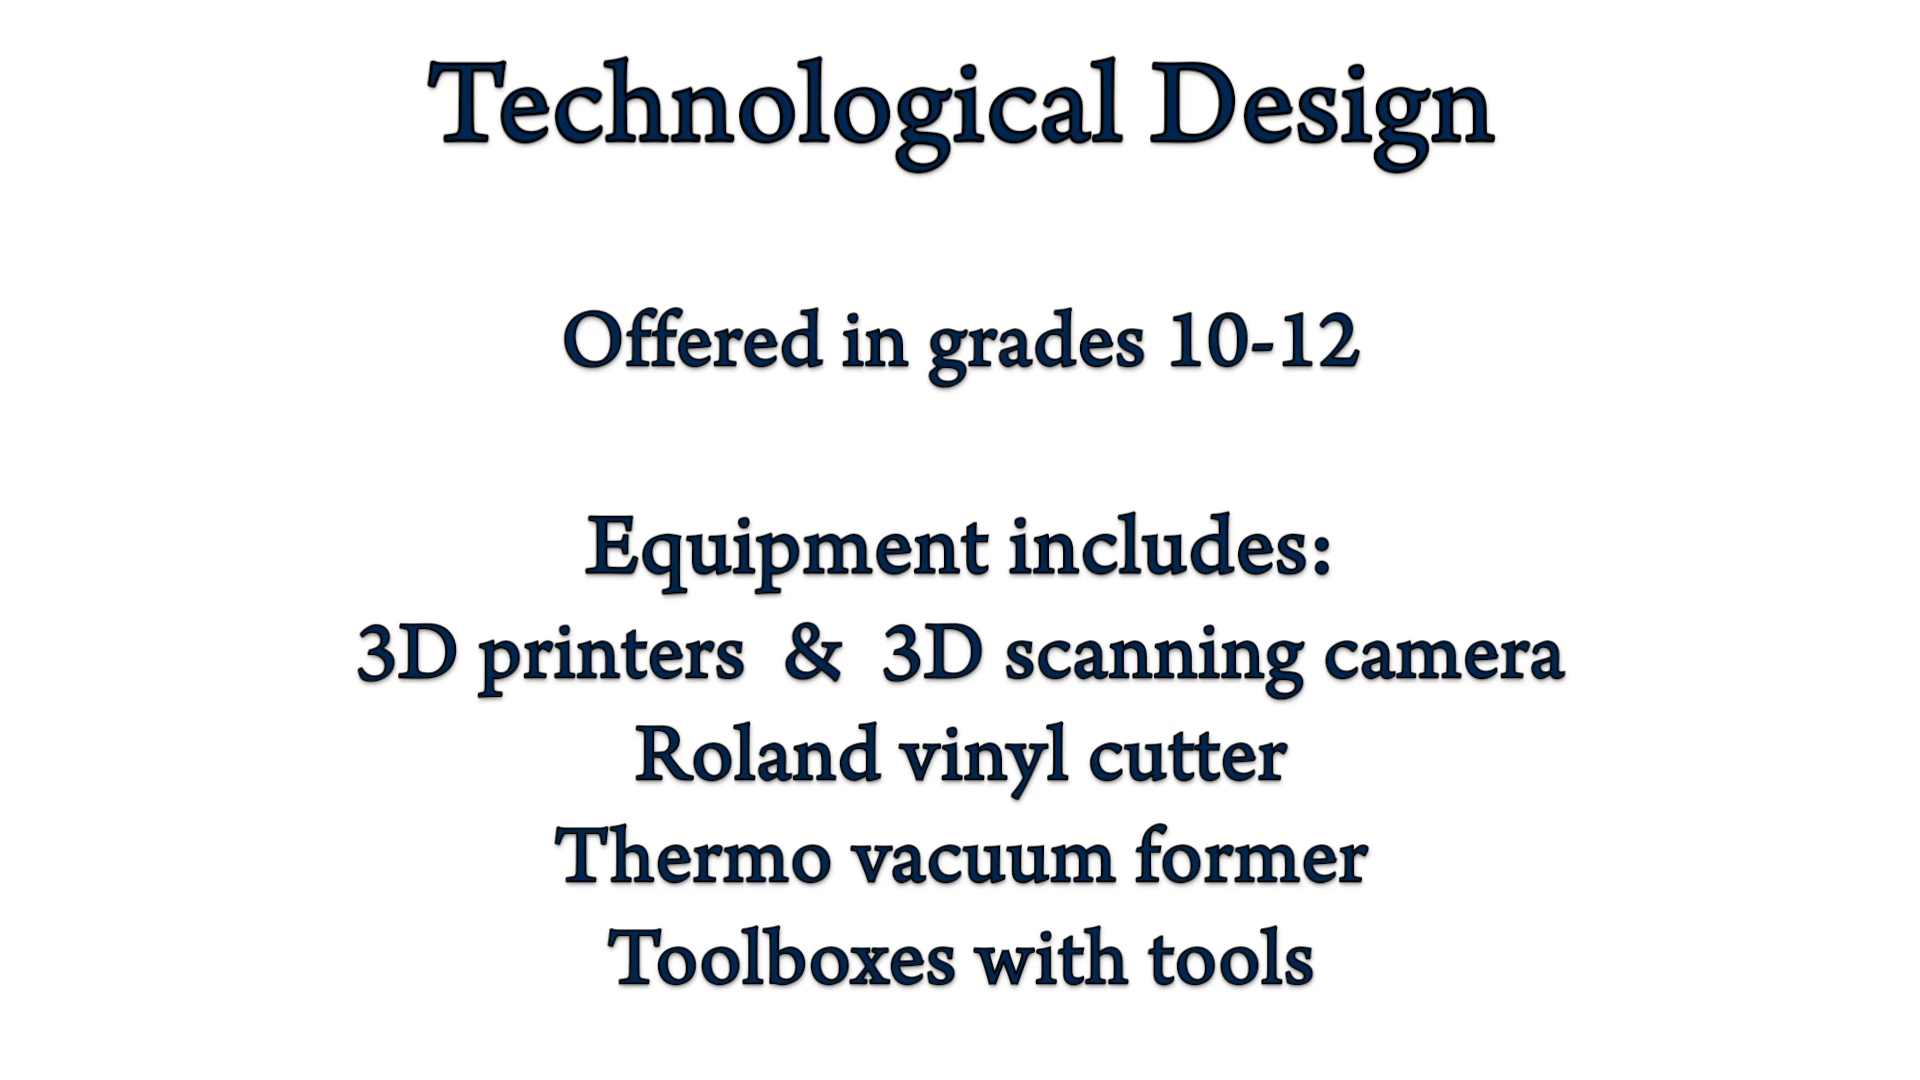 Technological Design
Offered in grades 10-12
Equipment includes:
3D printers & 3D scanning camera
Roland vinyl cutter
Thermo vacuum former
Toolboxes with tools